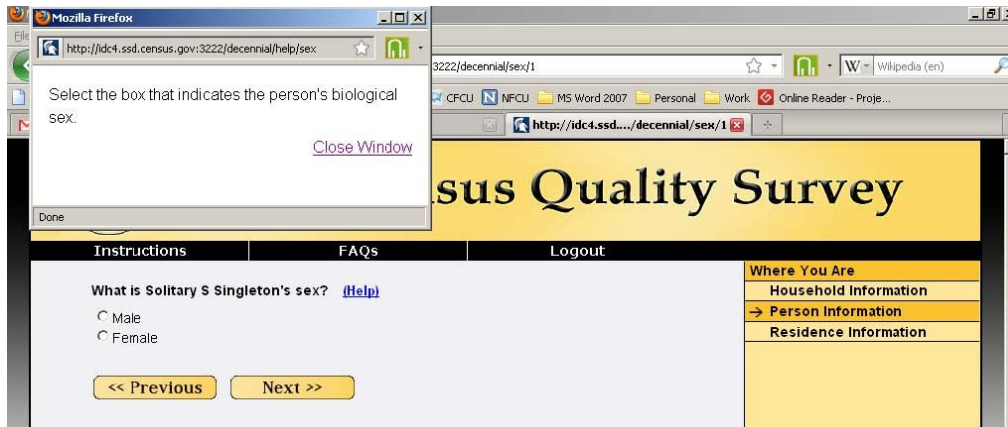 Mozilla Firefox
http://idc4.ssd.census.gov:3222/decennial/help/sex
Select the box that indicates the person's biological
sex.
Close Window
Done
3222/decennial/sex/1
Wikipedia (en)
CFCU NFCU MS Word 2007 Personal Work Online Reader - Proje...
http://idc4.ssd..../decennial/sex/1
sus Quality Survey
Instructions FAQs Logout
What is Solitary S Singleton's sex? (Help)
Male
Female
<< Previous Next >>
Where You Are
Household Information
→ Person Information
Residence Information